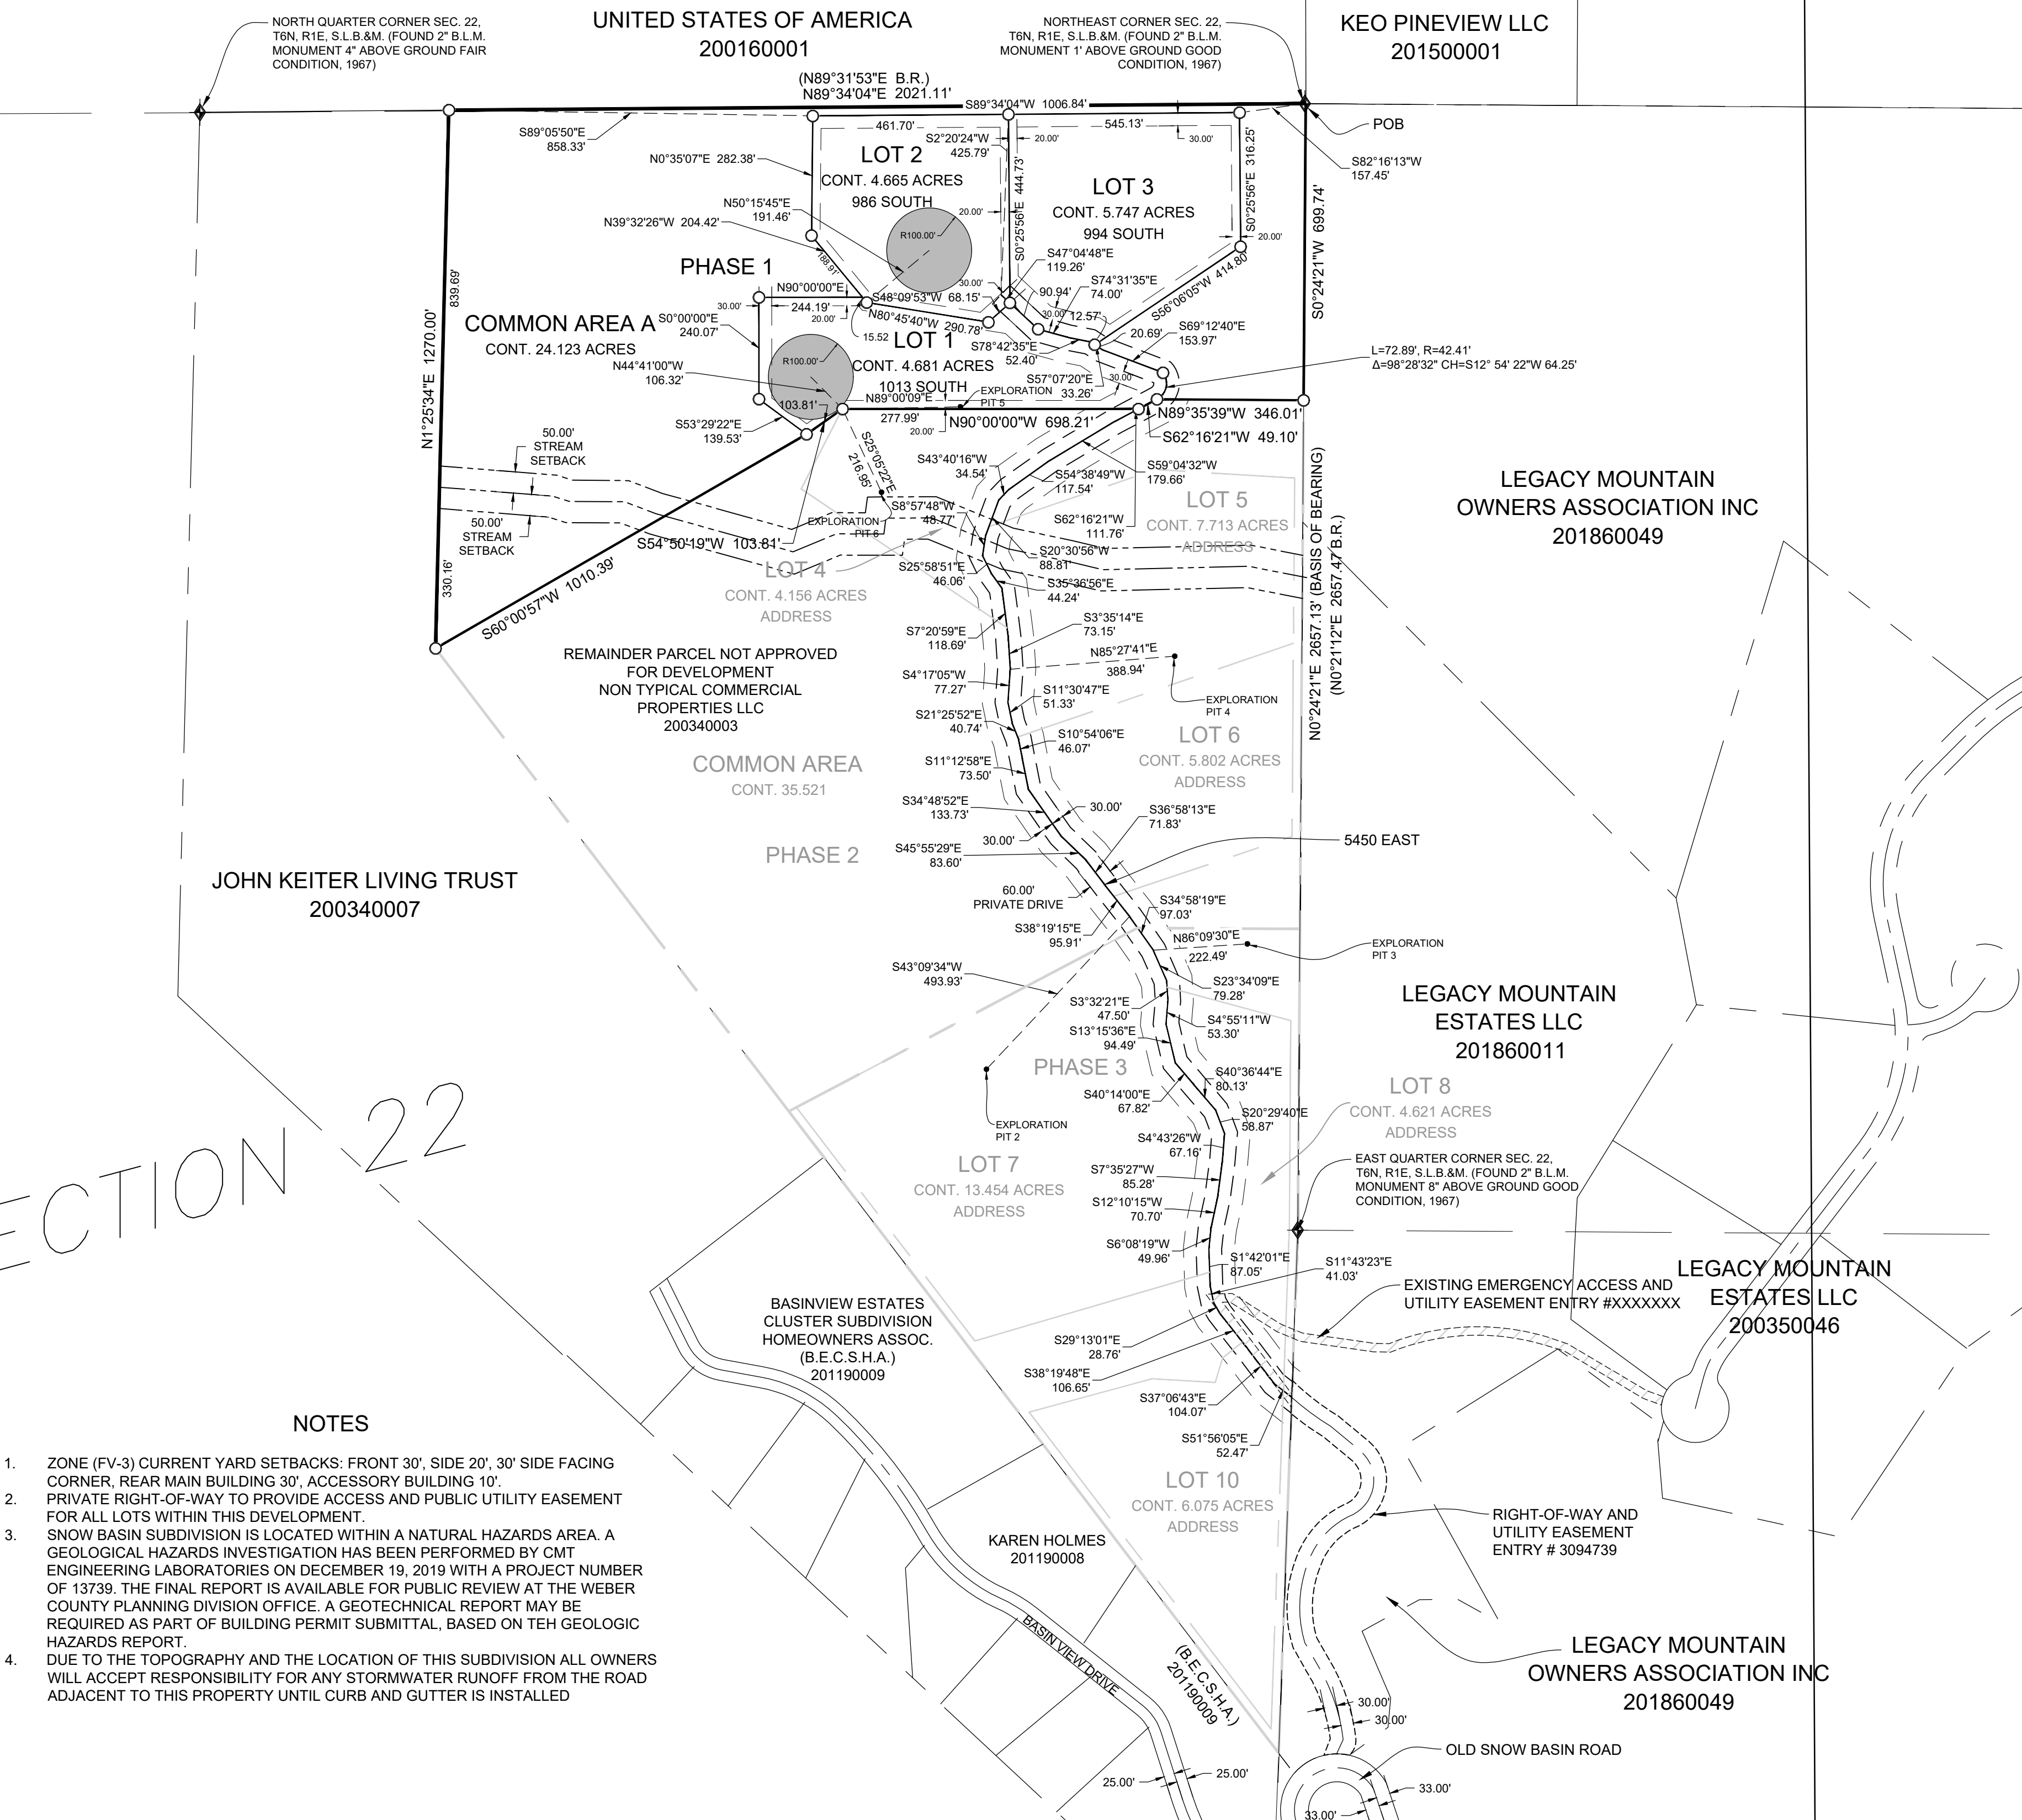 NORTH QUARTER CORNER SEC. 22,
T6N, R1E, S.L.B.&M. (FOUND 2" B.L.M.
MONUMENT 4" ABOVE GROUND FAIR
CONDITION, 1967)
UNITED STATES OF AMERICA
200160001
NORTHEAST CORNER SEC. 22,
T6N, R1E, S.L.B.&M. (FOUND 2" B.L.M.
MONUMENT 1' ABOVE GROUND GOOD
CONDITION, 1967)
KEO PINEVIEW LLC
201500001
(N89°31'53"E B.R.)
N89°34'04"E 2021.11'
S89°34'04"W 1006.84'
POB
S89°05'50"E
858.33'
461.70'
S2°20'24"W
425.79'
20.00'
545.13'
30.00'
S82°16'13"W
157.45'
N0°35'07"E 282.38'
LOT 2
CONT. 4.665 ACRES
986 SOUTH
444.73'
S0°25'56"E
LOT 3
CONT. 5.747 ACRES
994 SOUTH
S0°25'56"E 316.25'
20.00'
S0°24'21"W 699.74'
N50°15'45"E
191.46'
N39°32'26"W 204.42'
188.91'
R100.00'
20.00'
30.00'
S47°04'48"E
119.26'
S74°31'35"E
74.00'
S56°06'05"W 414.80'
PHASE 1
N90°00'00"E
244.19'
30.00'
20.00'
S48°09'53"W 68.15'
N80°45'40"W 290.78'
15.52
90.94'
30.00'
12.57'
20.69'
S69°12'40"E
153.97'
839.69'
N1°25'34"E 1270.00'
COMMON AREA A
CONT. 24.123 ACRES
S0°00'00"E
240.07'
LOT 1
CONT. 4.681 ACRES
1013 SOUTH
S78°42'35"E
52.40'
S57°07'20"E
33.26'
30.00
L=72.89', R=42.41'
Δ=98°28'32" CH=S12° 54' 22"W 64.25'
R100.00'
N44°41'00"W
106.32'
103.81'
N89°00'09"E
277.99'
20.00'
EXPLORATION
PIT 5
N90°00'00"W 698.21'
N89°35'39"W 346.01'
S62°16'21"W 49.10'
S53°29'22"E
139.53'
50.00'
STREAM
SETBACK
50.00'
STREAM
SETBACK
S25°05'22"E
216.95'
S43°40'16"W
34.54'
S54°38'49"W
117.54'
S59°04'32"W
179.66'
S62°16'21"W
111.76'
S8°57'48"W
48.77'
EXPLORATION
PIT 6
S54°50'19"W 103.81'
LOT 5
CONT. 7.713 ACRES
ADDRESS
S20°30'56"W
88.81'
S25°58'51"E
46.06'
S35°36'56"E
44.24'
330.16'
S60°00'57"W 1010.39'
LOT 4
CONT. 4.156 ACRES
ADDRESS
N0°24'21"E 2657.13' (BASIS OF BEARING)
(N0°21'12"E 2657.47' B.R.)
LEGACY MOUNTAIN
OWNERS ASSOCIATION INC
201860049
REMAINDER PARCEL NOT APPROVED
FOR DEVELOPMENT
NON TYPICAL COMMERCIAL
PROPERTIES LLC
200340003
S7°20'59"E
118.69'
S3°35'14"E
73.15'
N85°27'41"E
388.94'
EXPLORATION
PIT 4
S4°17'05"W
77.27'
S11°30'47"E
51.33'
S21°25'52"E
40.74'
S10°54'06"E
46.07'
LOT 6
CONT. 5.802 ACRES
ADDRESS
COMMON AREA
CONT. 35.521
S11°12'58"E
73.50'
S34°48'52"E
133.73'
30.00'
30.00'
S36°58'13"E
71.83'
5450 EAST
PHASE 2
S45°55'29"E
83.60'
60.00'
PRIVATE DRIVE
JOHN KEITER LIVING TRUST
200340007
S34°58'19"E
97.03'
S38°19'15"E
95.91'
N86°09'30"E
222.49'
EXPLORATION
PIT 3
S43°09'34"W
493.93'
S23°34'09"E
79.28'
S3°32'21"E
47.50'
S4°55'11"W
53.30'
S13°15'36"E
94.49'
LEGACY MOUNTAIN
ESTATES LLC
201860011
PHASE 3
S40°36'44"E
80.13'
S40°14'00"E
67.82'
S20°29'40"E
58.87'
LOT 8
CONT. 4.621 ACRES
ADDRESS
EXPLORATION
PIT 2
ECTION 22
S4°43'26"W
67.16'
S7°35'27"W
85.28'
S12°10'15"W
70.70'
S6°08'19"W
49.96'
EAST QUARTER CORNER SEC. 22,
T6N, R1E, S.L.B.&M. (FOUND 2" B.L.M.
MONUMENT 8" ABOVE GROUND GOOD
CONDITION, 1967)
LOT 7
CONT. 13.454 ACRES
ADDRESS
S1°42'01"E
87.05'
S11°43'23"E
41.03'
EXISTING EMERGENCY ACCESS AND
UTILITY EASEMENT ENTRY #XXXXXXX
LEGACY MOUNTAIN
ESTATES LLC
200350046
BASINVIEW ESTATES
CLUSTER SUBDIVISION
HOMEOWNERS ASSOC.
(B.E.C.S.H.A.)
201190009
S29°13'01"E
28.76'
S38°19'48"E
106.65'
S37°06'43"E
104.07'
S51°56'05"E
52.47'
LOT 10
CONT. 6.075 ACRES
ADDRESS
RIGHT-OF-WAY AND
UTILITY EASEMENT
ENTRY # 3094739
KAREN HOLMES
201190008
BASIN VIEW DRIVE
(B.E.C.S.H.A.)
201190009
LEGACY MOUNTAIN
OWNERS ASSOCIATION INC
201860049
30.00'
30.00'
OLD SNOW BASIN ROAD
25.00'
25.00'
33.00'
33.00'
NOTES
1. ZONE (FV-3) CURRENT YARD SETBACKS: FRONT 30', SIDE 20', 30' SIDE FACING
CORNER, REAR MAIN BUILDING 30', ACCESSORY BUILDING 10'.
2. PRIVATE RIGHT-OF-WAY TO PROVIDE ACCESS AND PUBLIC UTILITY EASEMENT
FOR ALL LOTS WITHIN THIS DEVELOPMENT.
3. SNOW BASIN SUBDIVISION IS LOCATED WITHIN A NATURAL HAZARDS AREA. A
GEOLOGICAL HAZARDS INVESTIGATION HAS BEEN PERFORMED BY CMT
ENGINEERING LABORATORIES ON DECEMBER 19, 2019 WITH A PROJECT NUMBER
OF 13739. THE FINAL REPORT IS AVAILABLE FOR PUBLIC REVIEW AT THE WEBER
COUNTY PLANNING DIVISION OFFICE. A GEOTECHNICAL REPORT MAY BE
REQUIRED AS PART OF BUILDING PERMIT SUBMITTAL, BASED ON TEH GEOLOGIC
HAZARDS REPORT.
4. DUE TO THE TOPOGRAPHY AND THE LOCATION OF THIS SUBDIVISION ALL OWNERS
WILL ACCEPT RESPONSIBILITY FOR ANY STORMWATER RUNOFF FROM THE ROAD
ADJACENT TO THIS PROPERTY UNTIL CURB AND GUTTER IS INSTALLED